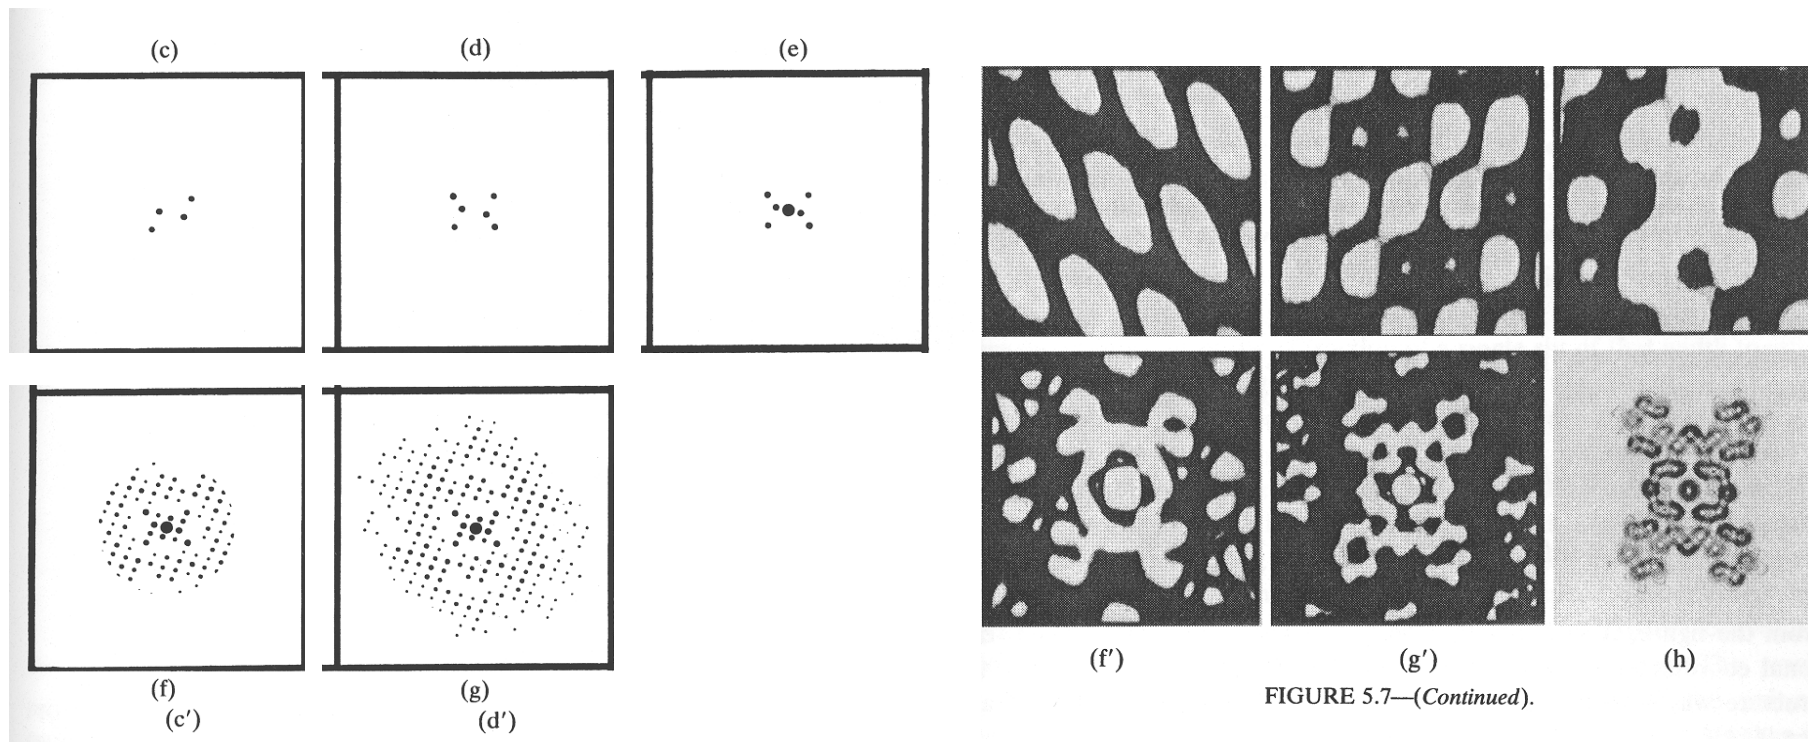 (c) (d) (e)
(f) (g)
(c′) (d′)
(f′) (g′) (h)
FIGURE 5.7—(Continued).